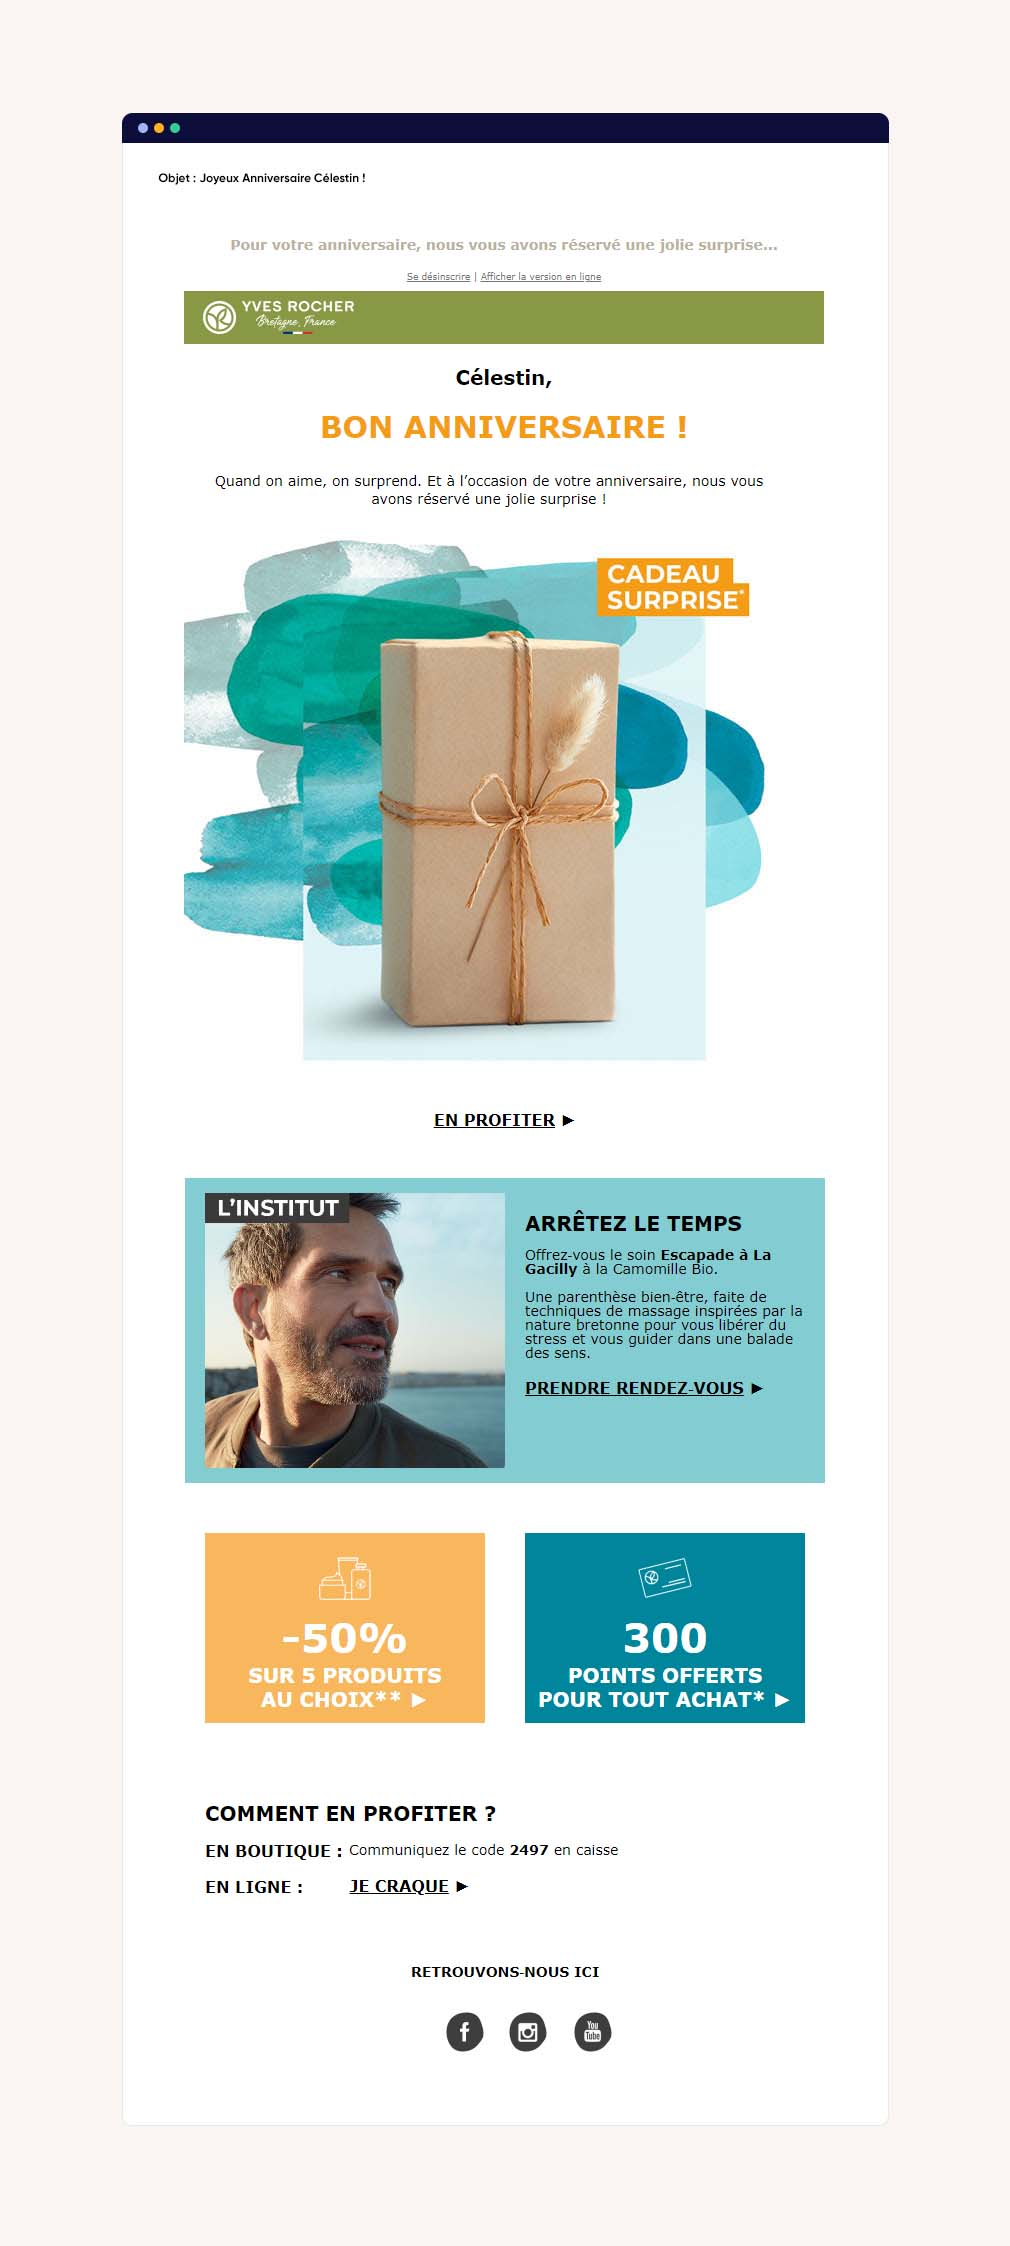 Objet : Joyeux Anniversaire Célestin !
Pour votre anniversaire, nous vous avons réservé une jolie surprise...
Se désinscrire | Afficher la version en ligne
YVES ROCHER
Bretagne, France
Célestin,
BON ANNIVERSAIRE !
Quand on aime, on surprend. Et à l’occasion de votre anniversaire, nous vous
avons réservé une jolie surprise !
CADEAU
SURPRISE*
EN PROFITER ►
L’INSTITUT
ARRÊTEZ LE TEMPS
Offrez-vous le soin Escapade à La
Gacilly à la Camomille Bio.
Une parenthèse bien-être, faite de
techniques de massage inspirées par la
nature bretonne pour vous libérer du
stress et vous guider dans une balade
des sens.
PRENDRE RENDEZ-VOUS ►
-50%
SUR 5 PRODUITS
AU CHOIX** ►
300
POINTS OFFERTS
POUR TOUT ACHAT* ►
COMMENT EN PROFITER ?
EN BOUTIQUE : Communiquez le code 2497 en caisse
EN LIGNE : JE CRAQUE ►
RETROUVONS-NOUS ICI
You
Tube